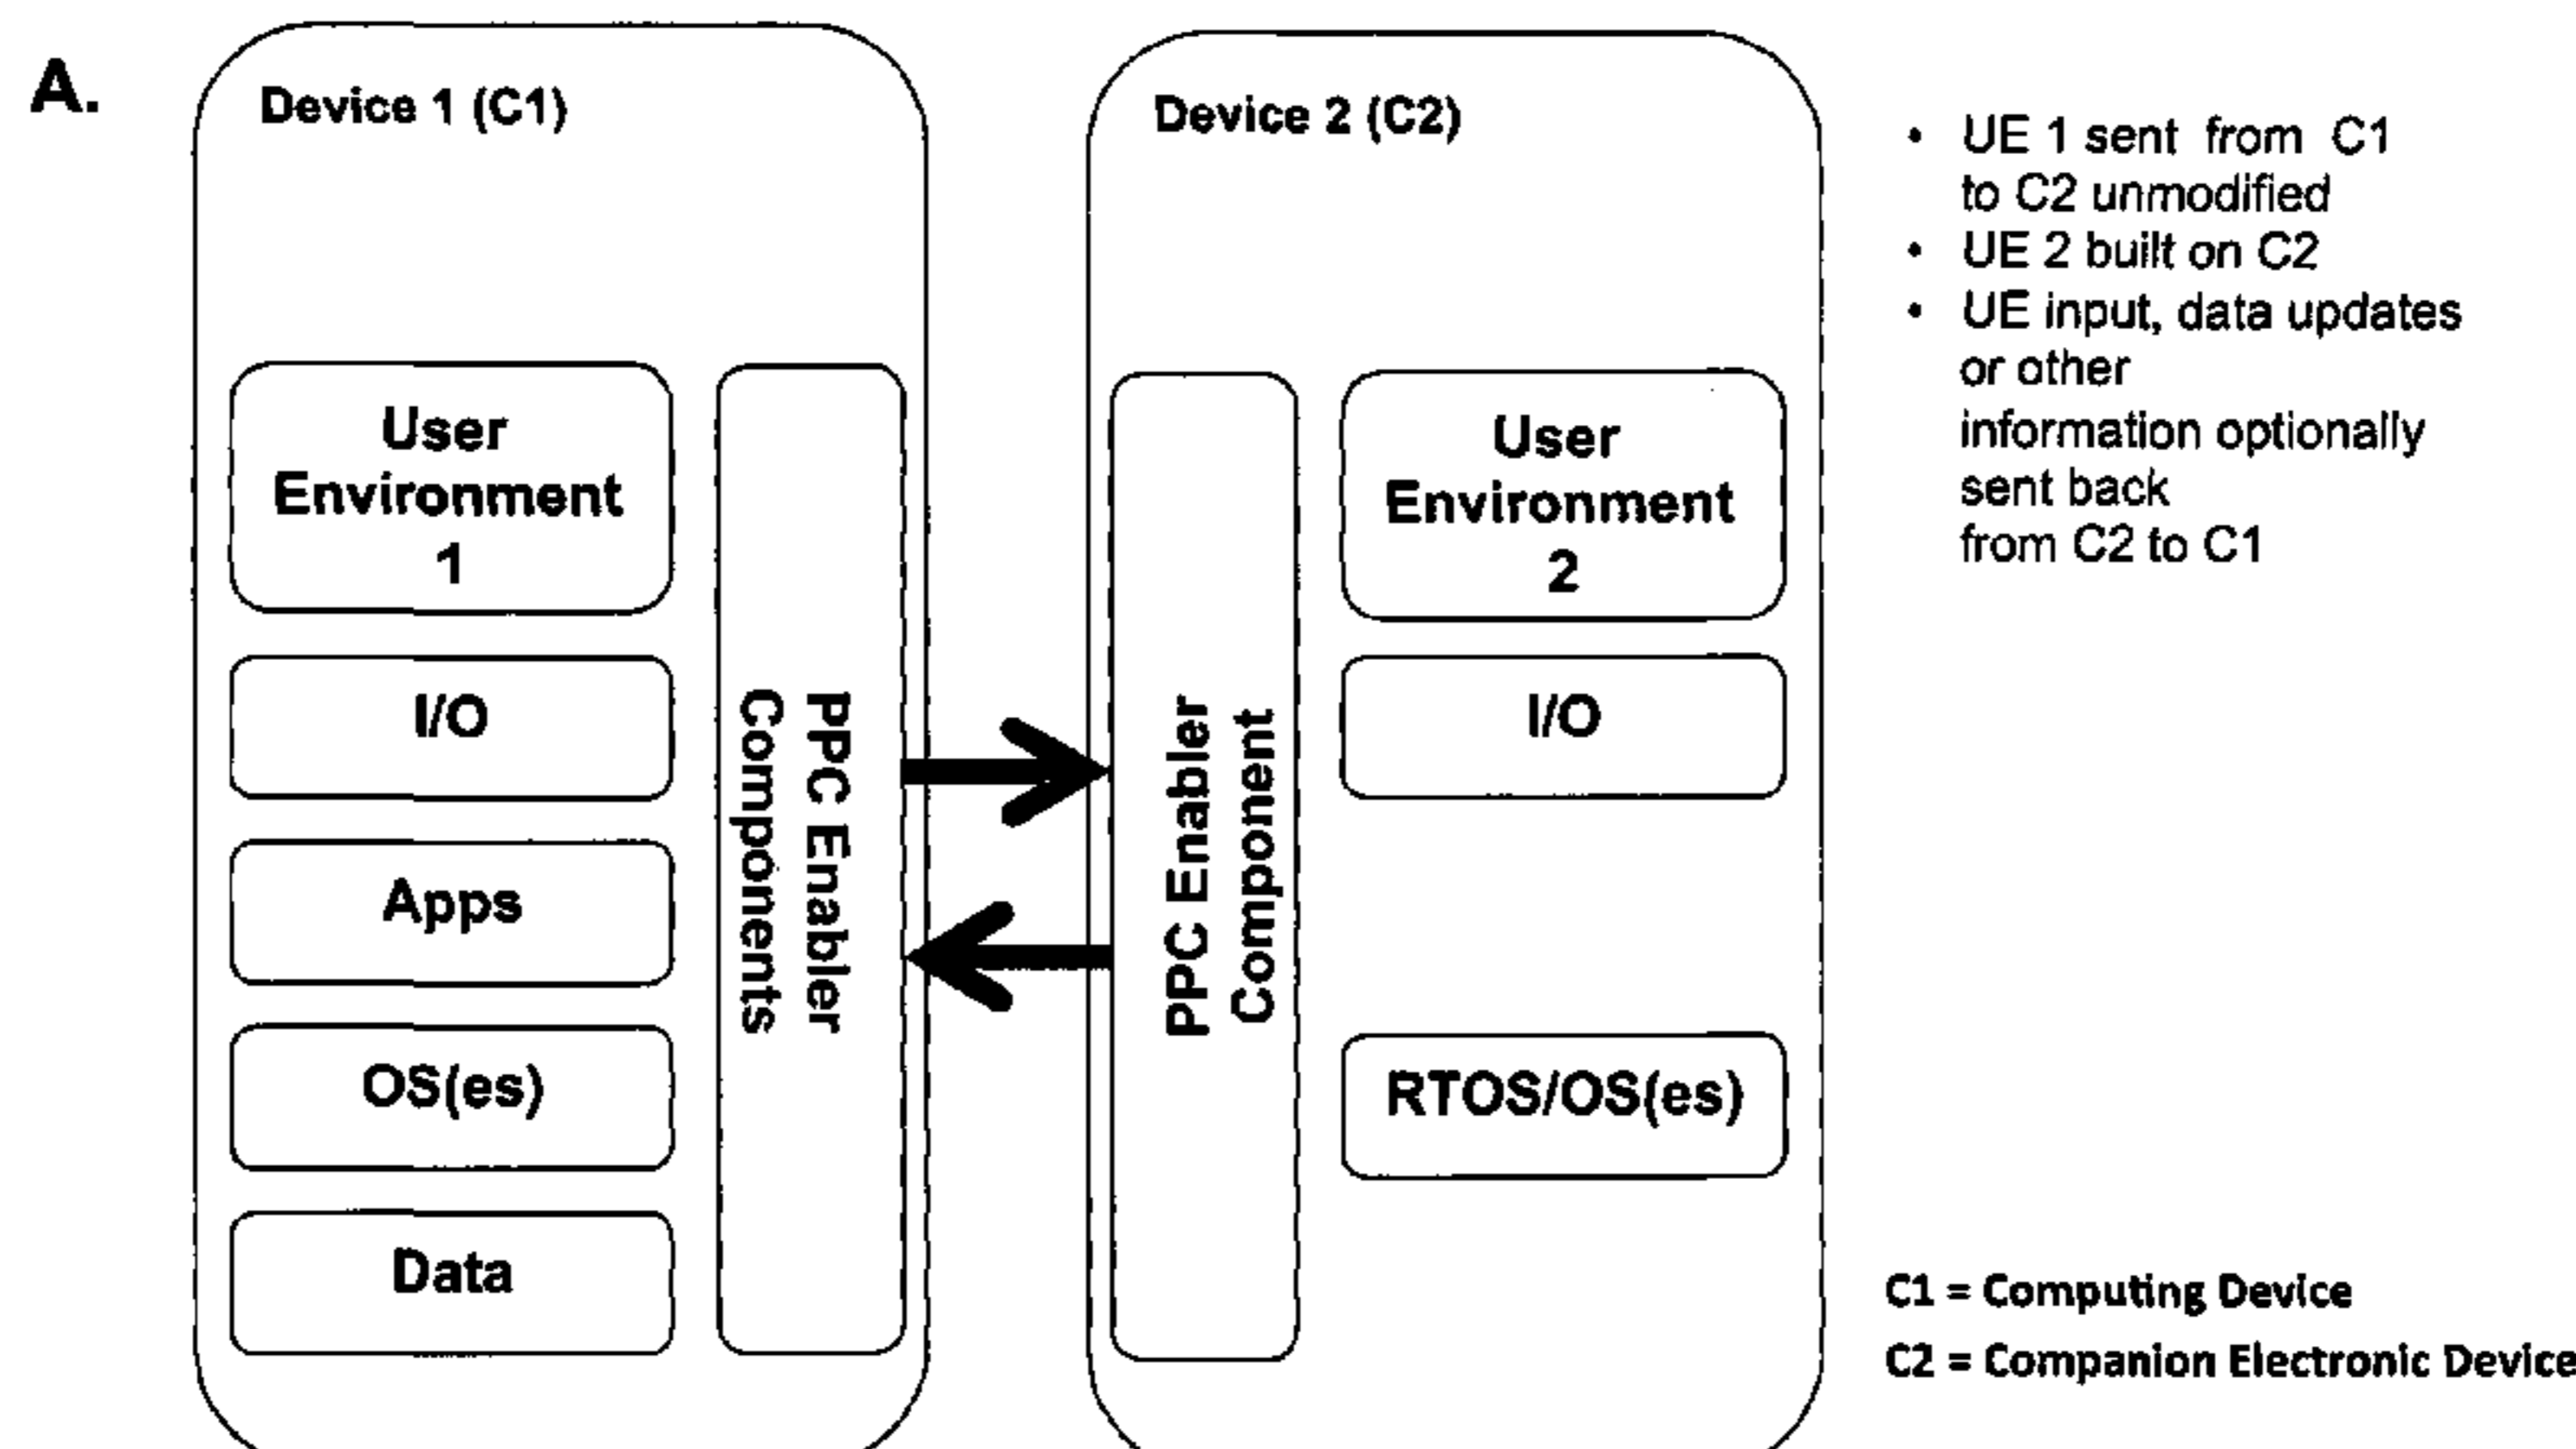 A.
Device 1 (C1)
User
Environment
1
I/O
Apps
OS(es)
Data
PPC Enabler
Components
Device 2 (C2)
PPC Enabler
Component
User
Environment
2
I/O
RTOS/OS(es)
• UE 1 sent from C1
to C2 unmodified
• UE 2 built on C2
• UE input, data updates
or other
information optionally
sent back
from C2 to C1
C1 = Computing Device
C2 = Companion Electronic Device